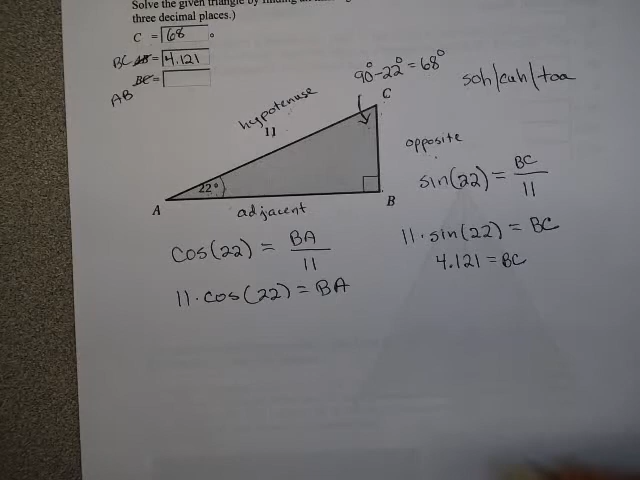 Solve the given triangle by finding
three decimal places.)
C = 68 °
BC AB = 4.121
AB BC =
90° - 22° = 68°
soh/cah/toa
hypotenuse
11
C
opposite
22°
A
B
adjacent
sin(22) = BC/11
11 · sin(22) = BC
4.121 = BC
cos(22) = BA/11
11 · cos(22) = BA